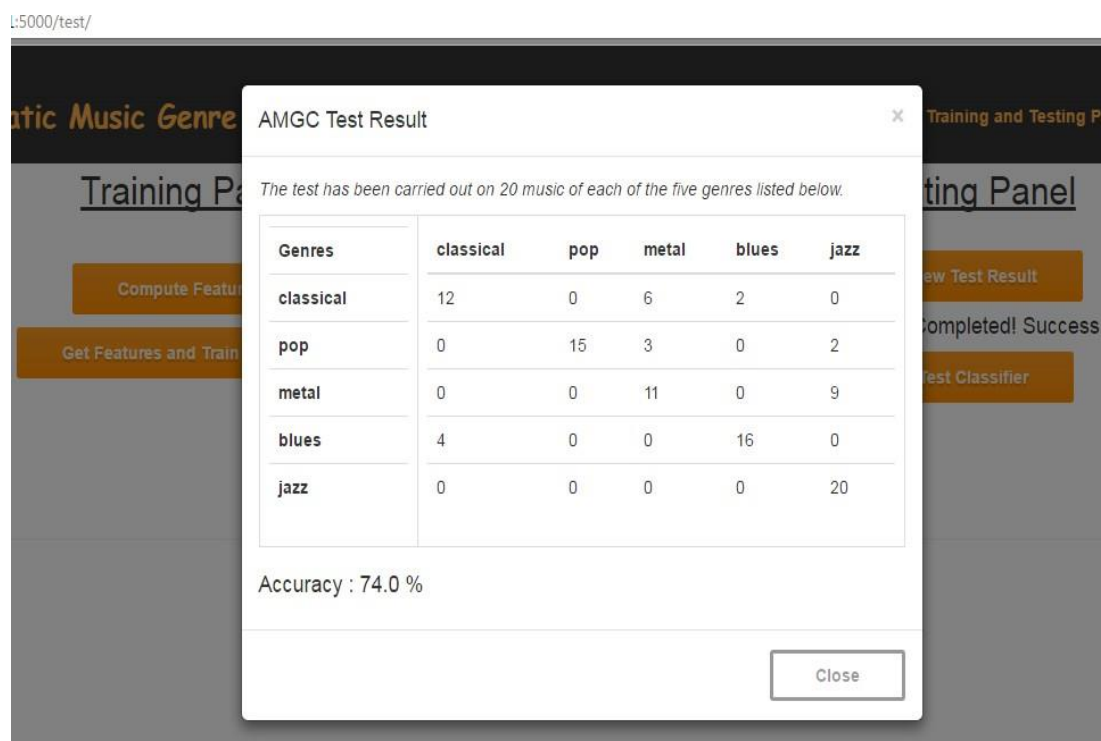 :5000/test/
atic Music Genre
Training and Testing P
AMGC Test Result
×
Training Pa
ting Panel
The test has been carried out on 20 music of each of the five genres listed below.
Genres classical pop metal blues jazz
classical 12 0 6 2 0
pop 0 15 3 0 2
metal 0 0 11 0 9
blues 4 0 0 16 0
jazz 0 0 0 0 20
Compute Featur
Get Features and Train
ew Test Result
Completed! Success
Test Classifier
Accuracy : 74.0 %
Close